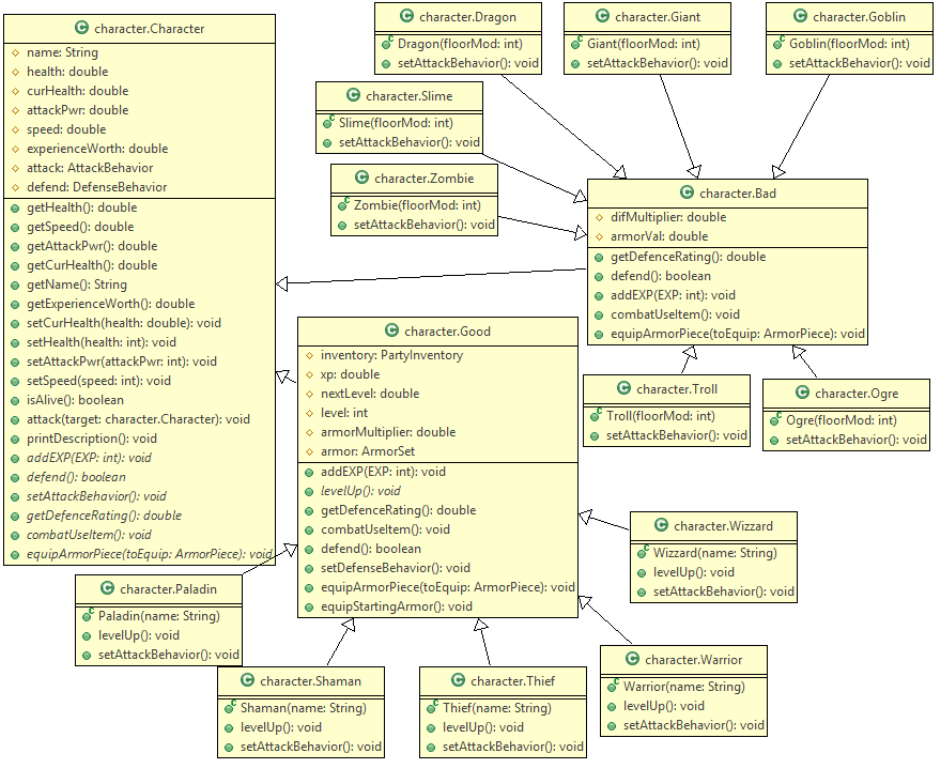 character.Character
name: String
health: double
curHealth: double
attackPwr: double
speed: double
experienceWorth: double
attack: AttackBehavior
defend: DefenseBehavior
getHealth(): double
getSpeed(): double
getAttackPwr(): double
getCurHealth(): double
getName(): String
getExperienceWorth(): double
setCurHealth(health: double): void
setHealth(health: int): void
setAttackPwr(attackPwr: int): void
setSpeed(speed: int): void
isAlive(): boolean
attack(target: character.Character): void
printDescription(): void
addEXP(EXP: int): void
defend(): boolean
setAttackBehavior(): void
getDefenceRating(): double
combatUseItem(): void
equipArmorPiece(toEquip: ArmorPiece): void
character.Dragon
Dragon(floorMod: int)
setAttackBehavior(): void
character.Giant
Giant(floorMod: int)
setAttackBehavior(): void
character.Goblin
Goblin(floorMod: int)
setAttackBehavior(): void
character.Slime
Slime(floorMod: int)
setAttackBehavior(): void
character.Zombie
Zombie(floorMod: int)
setAttackBehavior(): void
character.Bad
difMultiplier: double
armorVal: double
getDefenceRating(): double
defend(): boolean
addEXP(EXP: int): void
combatUseItem(): void
equipArmorPiece(toEquip: ArmorPiece): void
character.Good
inventory: PartyInventory
xp: double
nextLevel: double
level: int
armorMultiplier: double
armor: ArmorSet
addEXP(EXP: int): void
levelUp(): void
getDefenceRating(): double
combatUseItem(): void
defend(): boolean
setDefenseBehavior(): void
equipArmorPiece(toEquip: ArmorPiece): void
equipStartingArmor(): void
character.Troll
Troll(floorMod: int)
setAttackBehavior(): void
character.Ogre
Ogre(floorMod: int)
setAttackBehavior(): void
character.Wizzard
Wizzard(name: String)
levelUp(): void
setAttackBehavior(): void
character.Paladin
Paladin(name: String)
levelUp(): void
setAttackBehavior(): void
character.Shaman
Shaman(name: String)
levelUp(): void
setAttackBehavior(): void
character.Thief
Thief(name: String)
levelUp(): void
setAttackBehavior(): void
character.Warrior
Warrior(name: String)
levelUp(): void
setAttackBehavior(): void